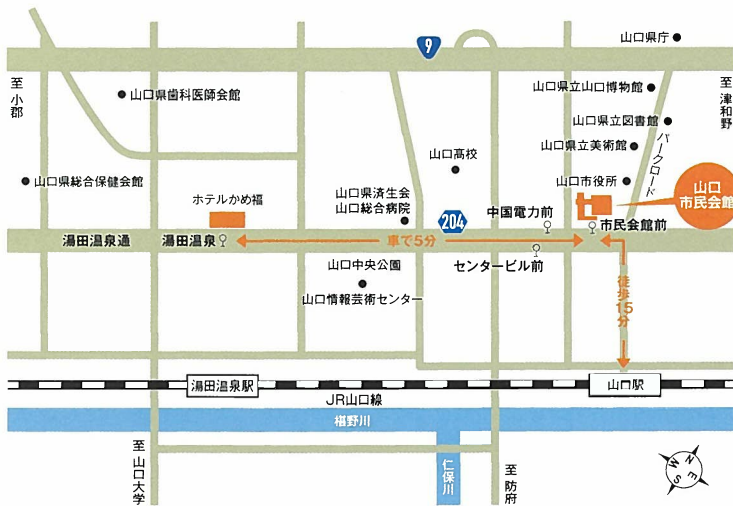 9
山口県庁
至小郡
山口県歯科医師会館
山口県立山口博物館
至津和野
山口県立図書館
パークロード
山口県立美術館
山口高校
山口県総合保健会館
山口市役所
山口
市民会館
ホテルかめ福
山口県済生会
山口総合病院
204
中国電力前
市民会館前
湯田温泉通
湯田温泉
車で5分
センタービル前
山口中央公園
山口情報芸術センター
徒歩15分
湯田温泉駅
山口駅
JR山口線
椹野川
至山口大学
仁保川
至防府
N
W
E
S